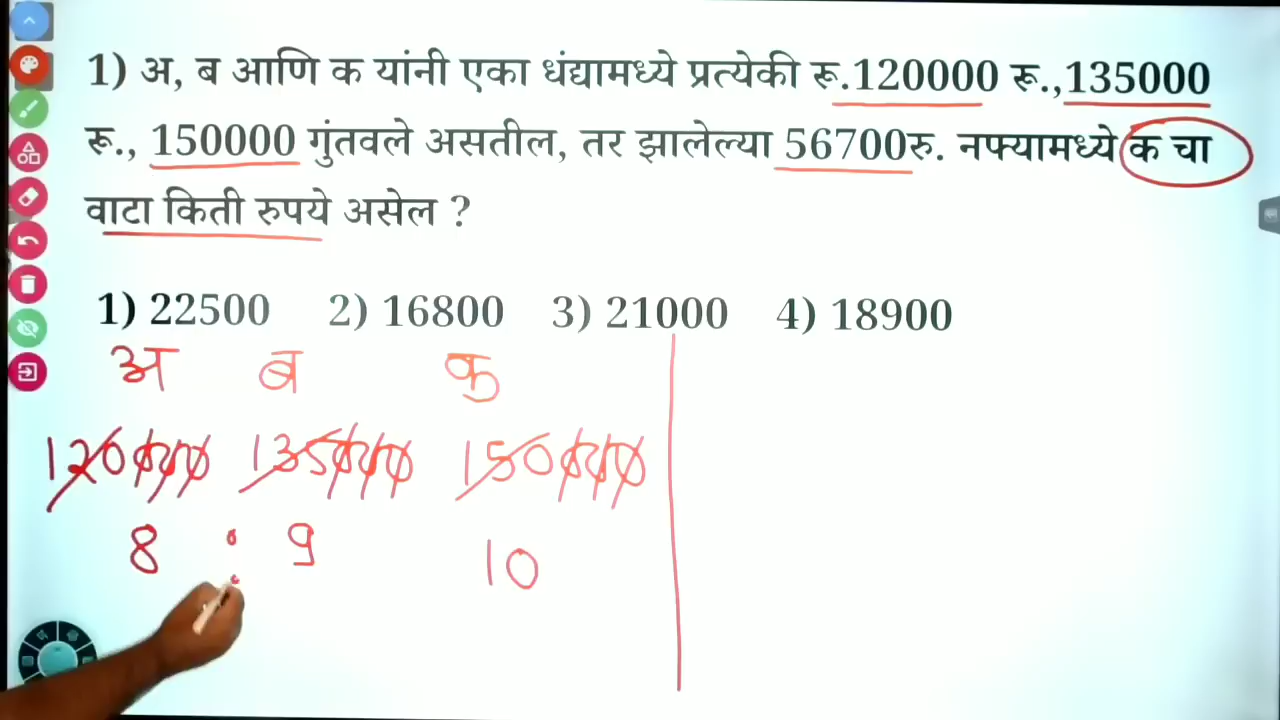 1) अ, ब आणि क यांनी एका धंद्यामध्ये प्रत्येकी रू.120000 रू.,135000
रू., 150000 गुंतवले असतील, तर झालेल्या 56700रु. नफ्यामध्ये क चा
वाटा किती रुपये असेल ?
1) 22500 2) 16800 3) 21000 4) 18900
अ ब क
120000 135000 150000
8 : 9 10